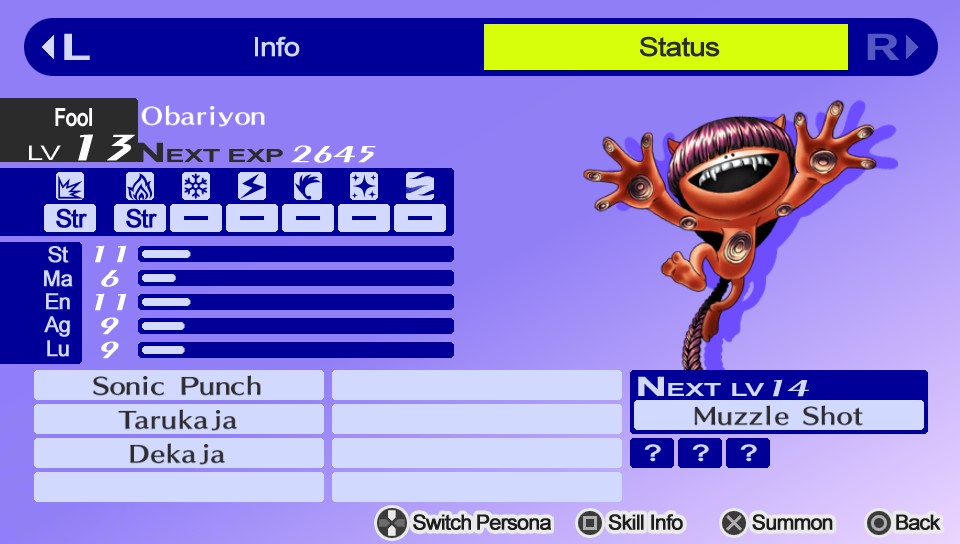 L Info Status R
Fool
Obariyon
LV 13 NEXT EXP 2645
Str Str — — — — —
St 11
Ma 6
En 11
Ag 9
Lu 9
Sonic Punch
Tarukaja
Dekaja
NEXT LV 14
Muzzle Shot
? ? ?
Switch Persona Skill Info Summon Back